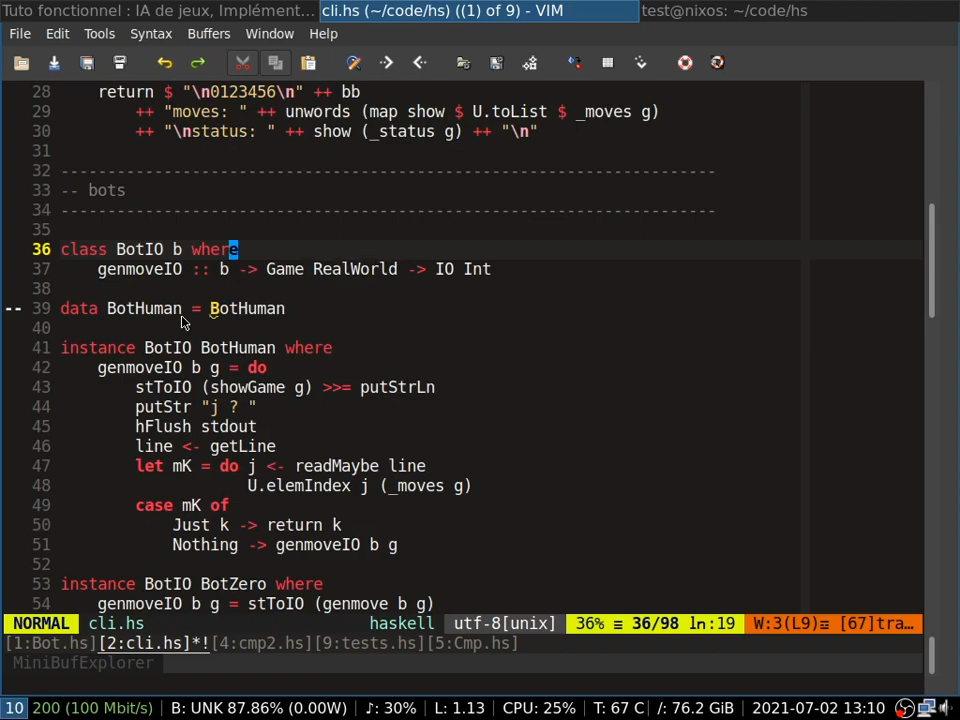 Tuto fonctionnel : IA de jeux, Implément... cli.hs (~/code/hs) ((1) of 9) - VIM test@nixos: ~/code/hs
File Edit Tools Syntax Buffers Window Help
28 return $ "\n0123456\n" ++ bb
29 ++ "moves: " ++ unwords (map show $ U.toList $ _moves g)
30 ++ "\nstatus: " ++ show (_status g) ++ "\n"
31
32 ----------------------------------------------------------------------
33 -- bots
34 ----------------------------------------------------------------------
35
36 class BotIO b where
37 genmoveIO :: b -> Game RealWorld -> IO Int
38
-- 39 data BotHuman = BotHuman
40
41 instance BotIO BotHuman where
42 genmoveIO b g = do
43 stToIO (showGame g) >>= putStrLn
44 putStr "j ? "
45 hFlush stdout
46 line <- getLine
47 let mK = do j <- readMaybe line
48 U.elemIndex j (_moves g)
49 case mK of
50 Just k -> return k
51 Nothing -> genmoveIO b g
52
53 instance BotIO BotZero where
54 genmoveIO b g = stToIO (genmove b g)
NORMAL cli.hs haskell utf-8[unix] 36% ≡ 36/98 ln:19 W:3(L9)≡ [67]tra…
[1:Bot.hs][2:cli.hs]*![4:cmp2.hs][9:tests.hs][5:Cmp.hs]
MiniBufExplorer
10 200 (100 Mbit/s) | B: UNK 87.86% (0.00W) | ♪: 30% | L: 1.13 | CPU: 25% | T: 67 C | /: 76.2 GiB | 2021-07-02 13:10